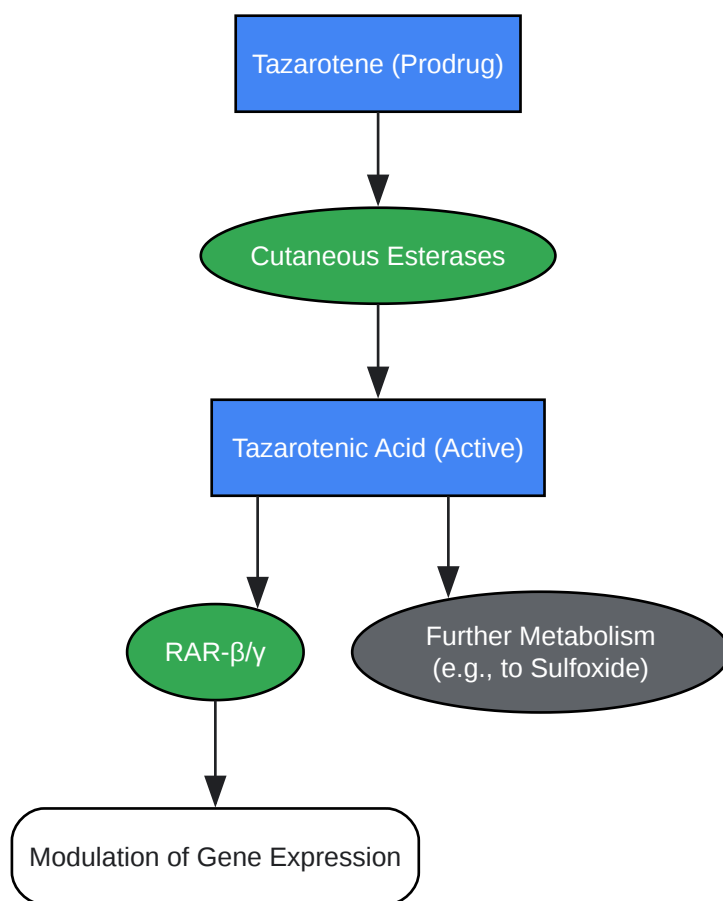 Tazarotene (Prodrug)
Cutaneous Esterases
Tazarotenic Acid (Active)
RAR-β/γ
Further Metabolism
(e.g., to Sulfoxide)
Modulation of Gene Expression